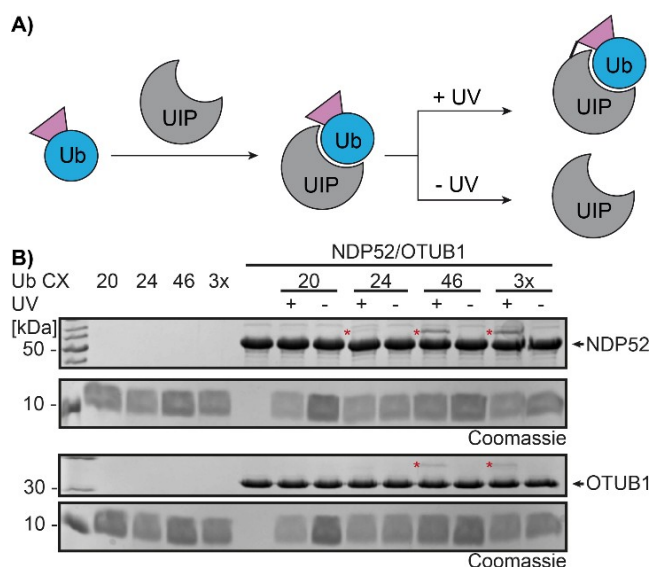 A)
UIP
Ub
+ UV
- UV
Ub
UIP
Ub
UIP
UIP
B)
NDP52/OTUB1
Ub CX 20 24 46 3x 20 24 46 3x
UV + - + - + - + -
[kDa]
* * *
50 - NDP52
10 -
Coomassie
* *
30 - OTUB1
10 -
Coomassie